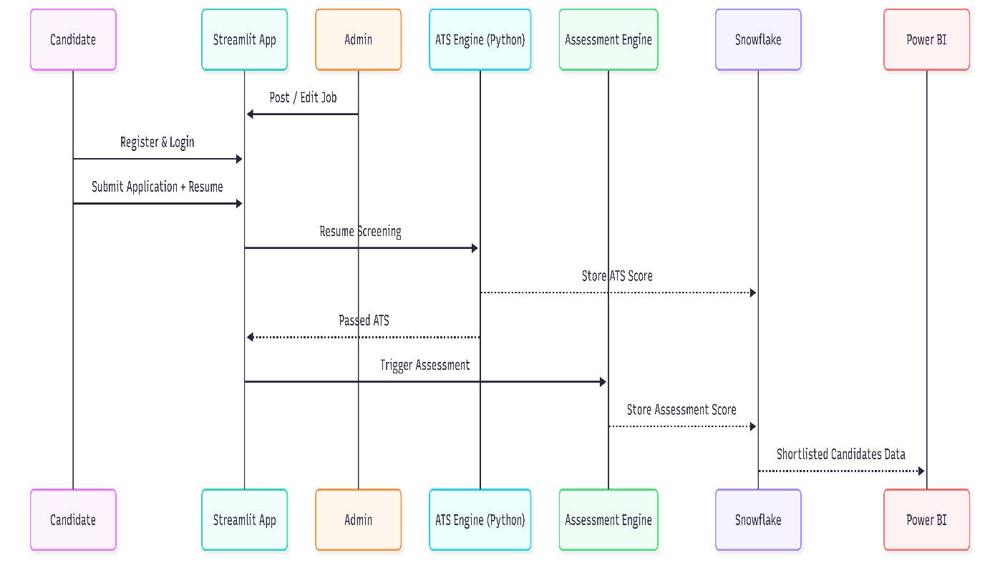 Candidate
Streamlit App
Admin
ATS Engine (Python)
Assessment Engine
Snowflake
Power BI
Post / Edit Job
Register & Login
Submit Application + Resume
Resume Screening
Store ATS Score
Passed ATS
Trigger Assessment
Store Assessment Score
Shortlisted Candidates Data
Candidate
Streamlit App
Admin
ATS Engine (Python)
Assessment Engine
Snowflake
Power BI